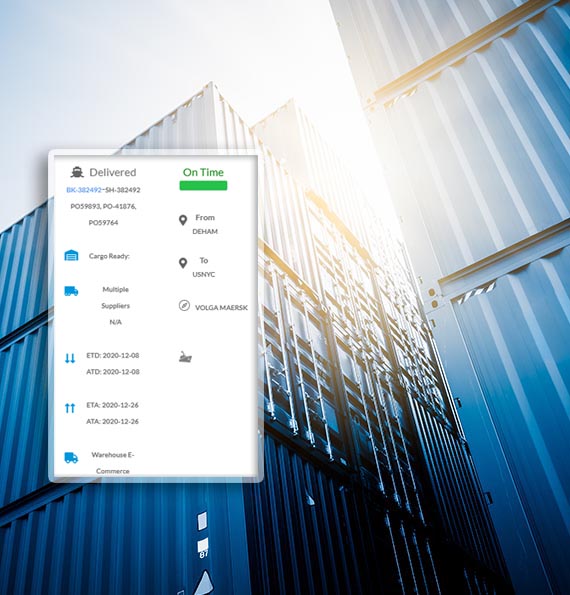 Delivered
BK-382492-SH-382492
PO59893, PO-41876,
PO59764
Cargo Ready:
Multiple
Suppliers
N/A
ETD: 2020-12-08
ATD: 2020-12-08
ETA: 2020-12-26
ATA: 2020-12-26
Warehouse E-
Commerce
On Time
From
DEHAM
To
USNYC
VOLGA MAERSK
87